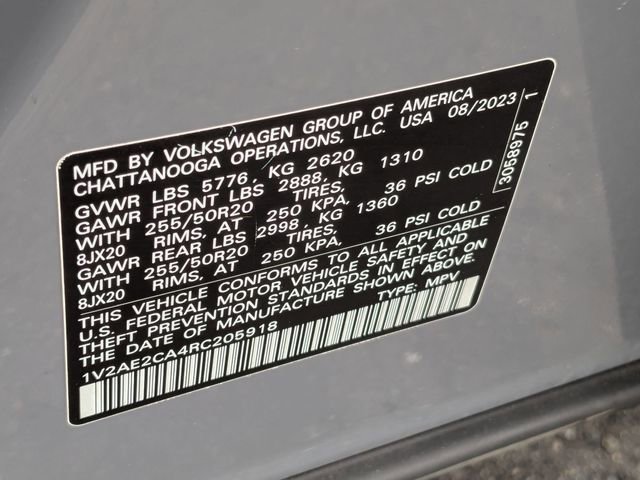 MFD BY VOLKSWAGEN GROUP OF AMERICA
CHATTANOOGA OPERATIONS, LLC. USA 08/2023
GVWR LBS 5776, KG 2620
GAWR FRONT LBS 2888, KG 1310
WITH 255/50R20 TIRES,
8JX20 RIMS, AT 250 KPA, 36 PSI COLD
GAWR REAR LBS 2998, KG 1360
WITH 255/50R20 TIRES,
8JX20 RIMS, AT 250 KPA, 36 PSI COLD
THIS VEHICLE CONFORMS TO ALL APPLICABLE
U.S. FEDERAL MOTOR VEHICLE SAFETY AND
THEFT PREVENTION STANDARDS IN EFFECT ON
THE DATE OF MANUFACTURE SHOWN ABOVE.
1V2AE2CA4RC205918 TYPE: MPV
3068975 1